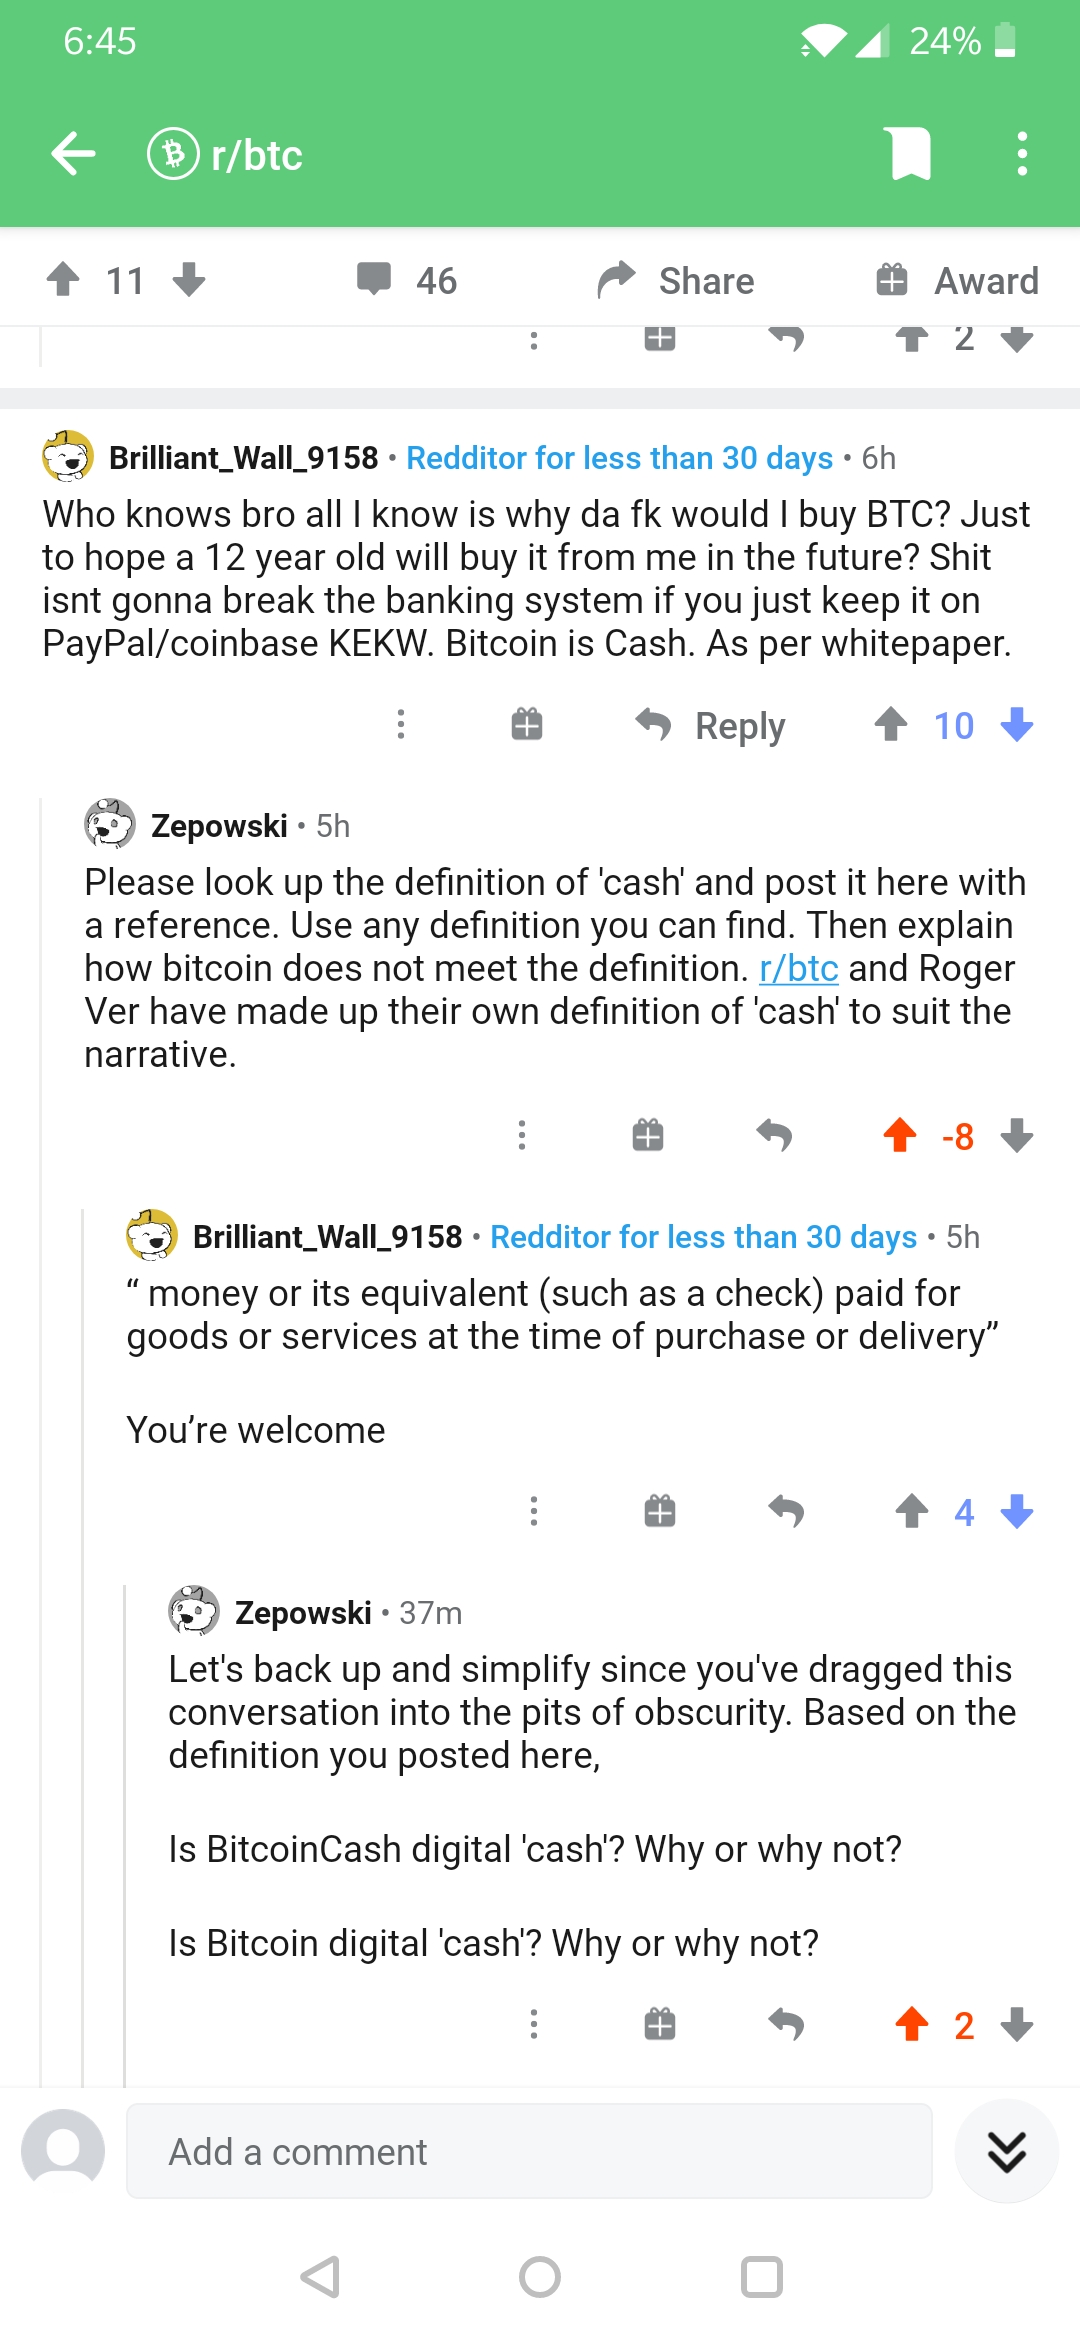 6:45
24%
r/btc
11
46
Share
Award
2
Brilliant_Wall_9158 • Redditor for less than 30 days • 6h
Who knows bro all I know is why da fk would I buy BTC? Just
to hope a 12 year old will buy it from me in the future? Shit
isnt gonna break the banking system if you just keep it on
PayPal/coinbase KEKW. Bitcoin is Cash. As per whitepaper.
Reply
10
Zepowski • 5h
Please look up the definition of 'cash' and post it here with
a reference. Use any definition you can find. Then explain
how bitcoin does not meet the definition. r/btc and Roger
Ver have made up their own definition of 'cash' to suit the
narrative.
-8
Brilliant_Wall_9158 • Redditor for less than 30 days • 5h
“ money or its equivalent (such as a check) paid for
goods or services at the time of purchase or delivery”
You’re welcome
4
Zepowski • 37m
Let's back up and simplify since you've dragged this
conversation into the pits of obscurity. Based on the
definition you posted here,
Is BitcoinCash digital 'cash'? Why or why not?
Is Bitcoin digital 'cash'? Why or why not?
2
Add a comment